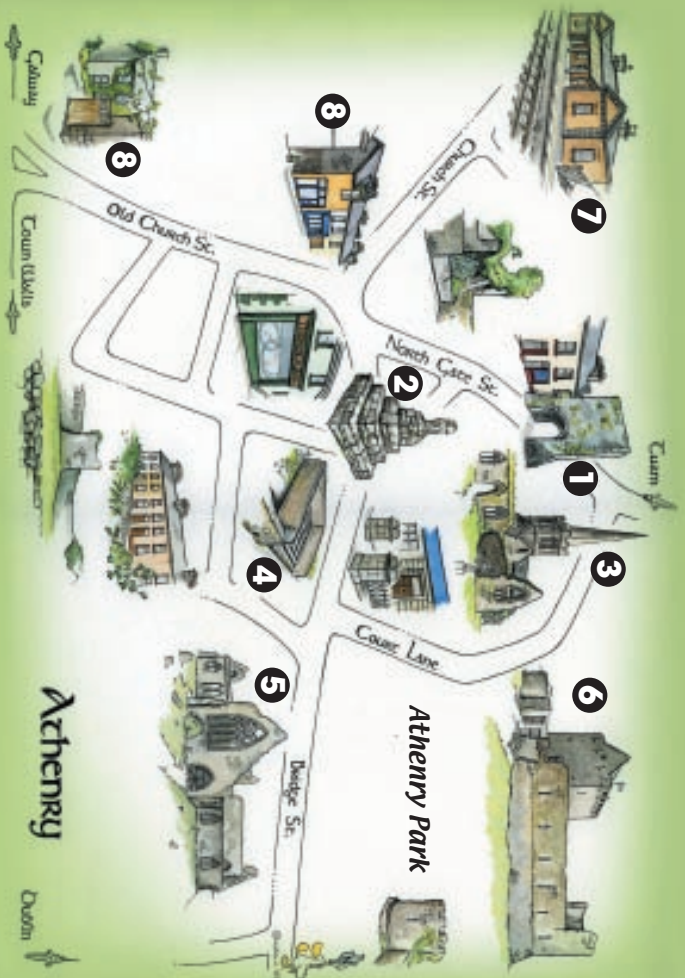 7
Church St.
8
8
Galway
Old Church St.
Town Walls
North Gate St.
2
1
Tuam
3
4
Court Lane
6
5
Athenry Park
Bridge St.
Athenry
Dublin